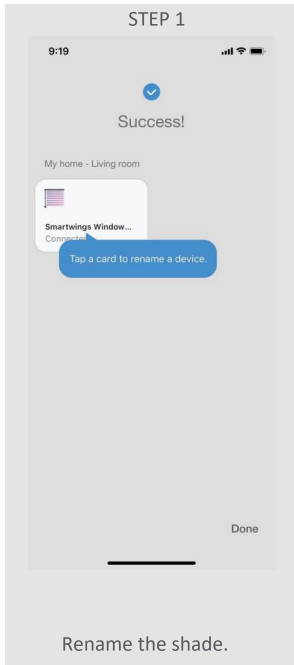 STEP 1
9:19
Success!
My home - Living room
Smartwings Window...
Connected
Tap a card to rename a device.
Done
Rename the shade.